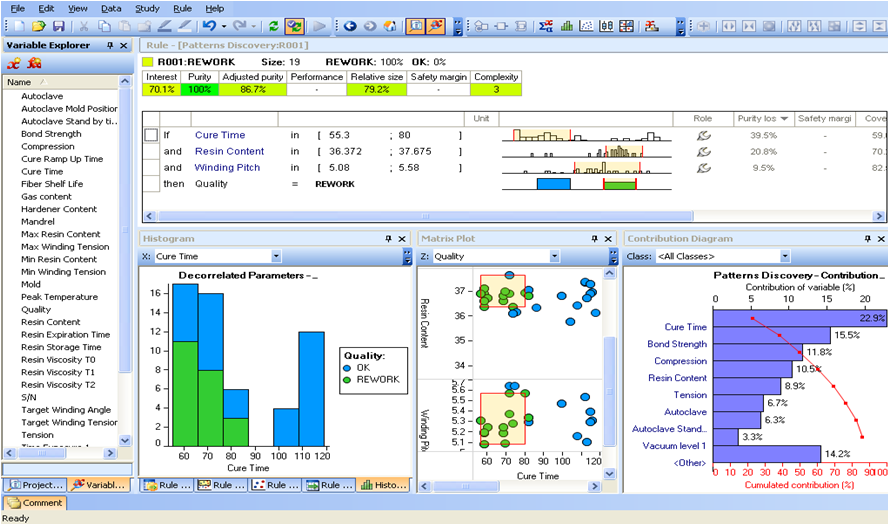 File Edit View Data Study Rule Help
Variable Explorer
Name
Autoclave
Autoclave Mold Position
Autoclave Stand by ti...
Bond Strength
Compression
Cure Ramp Up Time
Cure Time
Fiber Shelf Life
Gas content
Hardener Content
Mandrel
Max Resin Content
Max Winding Tension
Min Resin Content
Min Winding Tension
Mold
Peak Temperature
Quality
Resin Content
Resin Expiration Time
Resin Storage Time
Resin Viscosity T0
Resin Viscosity T1
Resin Viscosity T2
S/N
Target Winding Angle
Target Winding Tension
Tension
Project... Variabl...
Rule - [Patterns Discovery:R001]
R001:REWORK Size: 19 REWORK: 100% OK: 0%
Interest Purity Adjusted purity Performance Relative size Safety margin Complexity
70.1% 100% 86.7% - 79.2% - 3
Unit Role Purity los Safety margi Cove
If Cure Time in [ 55.3 ; 80 ] 39.5% - 59.
and Resin Content in [ 36.372 ; 37.675 ] 20.8% - 70.
and Winding Pitch in [ 5.08 ; 5.58 ] 9.5% - 82.
then Quality = REWORK
Histogram
X: Cure Time
Decorrelated Parameters -...
16
14
12
10
8
6
4
2
0
60 70 80 90 100 110 120
Cure Time
Quality:
OK
REWORK
Rule ... Rule ... Rule ... Rule ... Histo...
Matrix Plot
Z: Quality
Resin Content
37
36
35
34
Winding Pi
5.7
5.6
5.5
5.4
5.3
5.2
5.1
60 70 80 90 100 110 120
Cure Time
Contribution Diagram
Class: <All Classes>
Patterns Discovery - Contribution...
Contribution of variable (%)
0 5 10 15 20
Cure Time 22.9%
Bond Strength 15.5%
Compression 11.8%
Resin Content 10.5%
Tension 8.9%
Autoclave 6.7%
Autoclave Stand... 6.3%
Vacuum level 1 3.3%
<Other> 14.2%
0 10 20 30 40 50 60 70 80 90 100
Cumulated contribution (%)
Comment
Ready